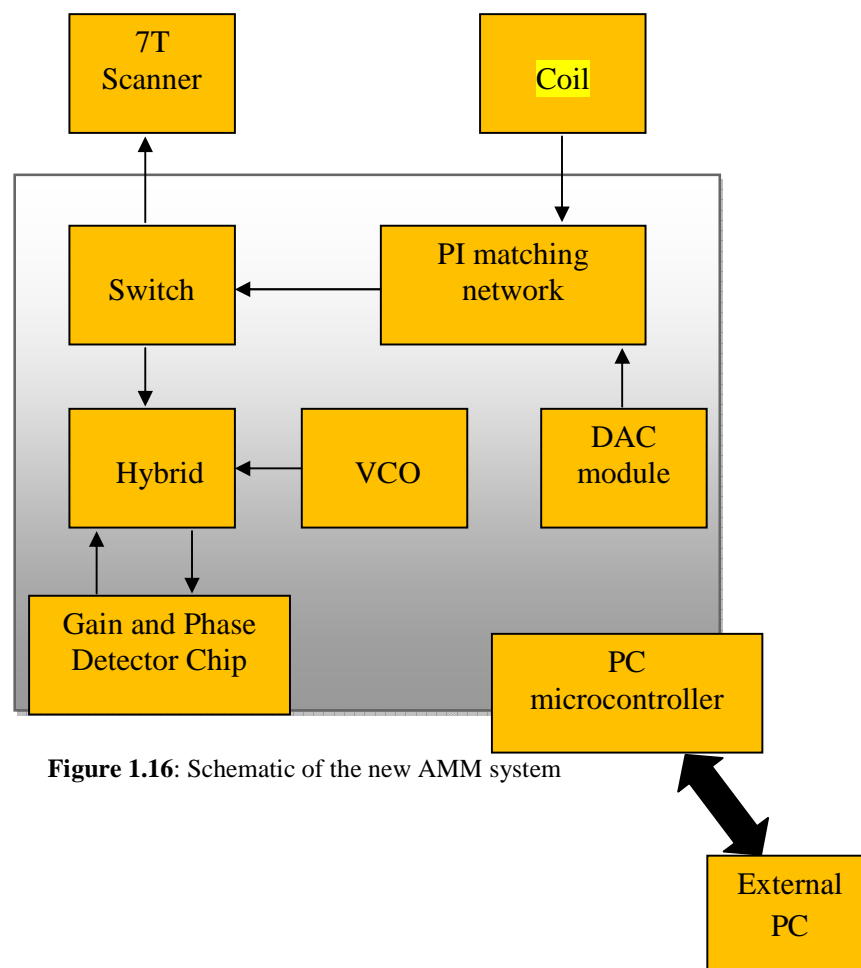 7T
Scanner
Coil
PI matching
network
Switch
DAC
module
Hybrid
VCO
Gain and Phase
Detector Chip
PC
microcontroller
Figure 1.16: Schematic of the new AMM system
External
PC